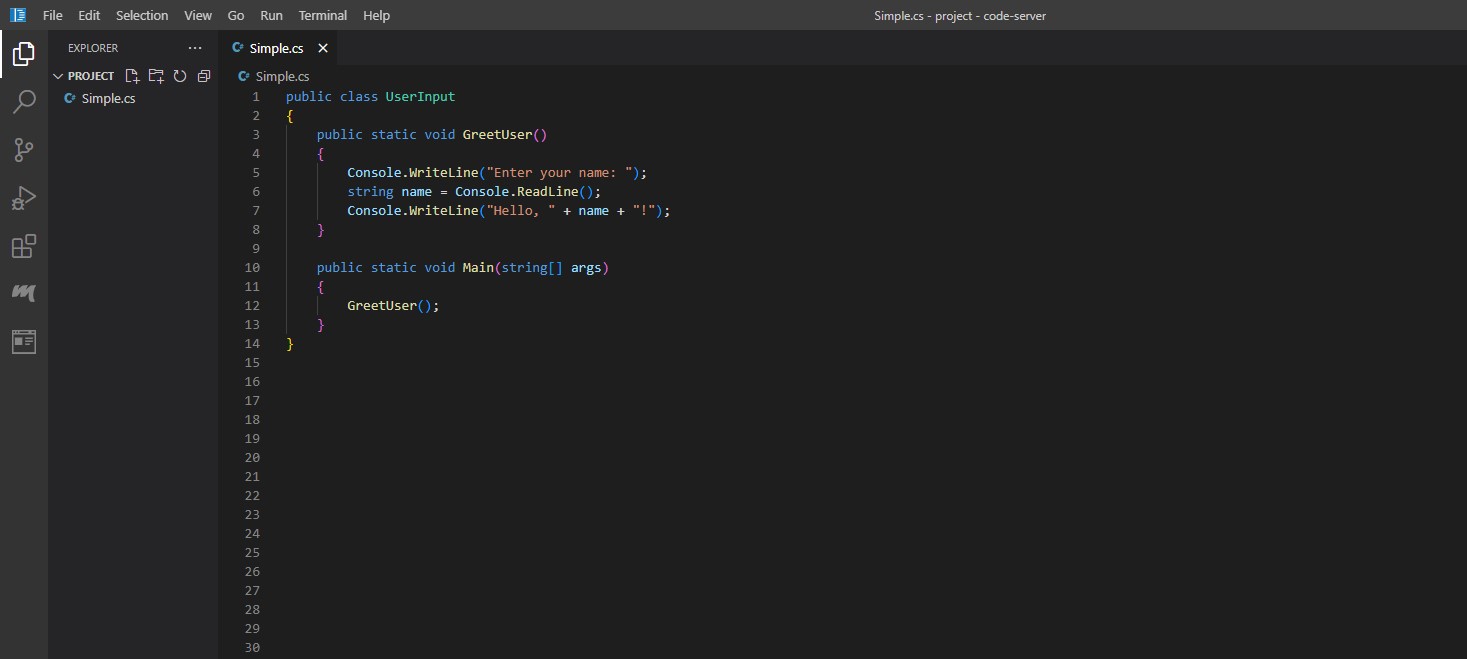 File Edit Selection View Go Run Terminal Help Simple.cs - project - code-server
EXPLORER ···
PROJECT
C# Simple.cs
C# Simple.cs ×
C# Simple.cs
1 public class UserInput
2 {
3 public static void GreetUser()
4 {
5 Console.WriteLine("Enter your name: ");
6 string name = Console.ReadLine();
7 Console.WriteLine("Hello, " + name + "!");
8 }
9
10 public static void Main(string[] args)
11 {
12 GreetUser();
13 }
14 }
15
16
17
18
19
20
21
22
23
24
25
26
27
28
29
30